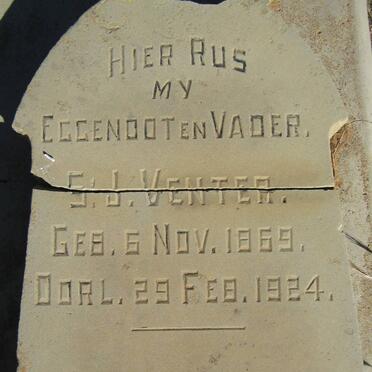 HIER RUS
MY
EGGENOOT EN VADER.
S. J. VENTER.
GEB. 6 NOV. 1869.
OORL. 29 FEB. 1924.